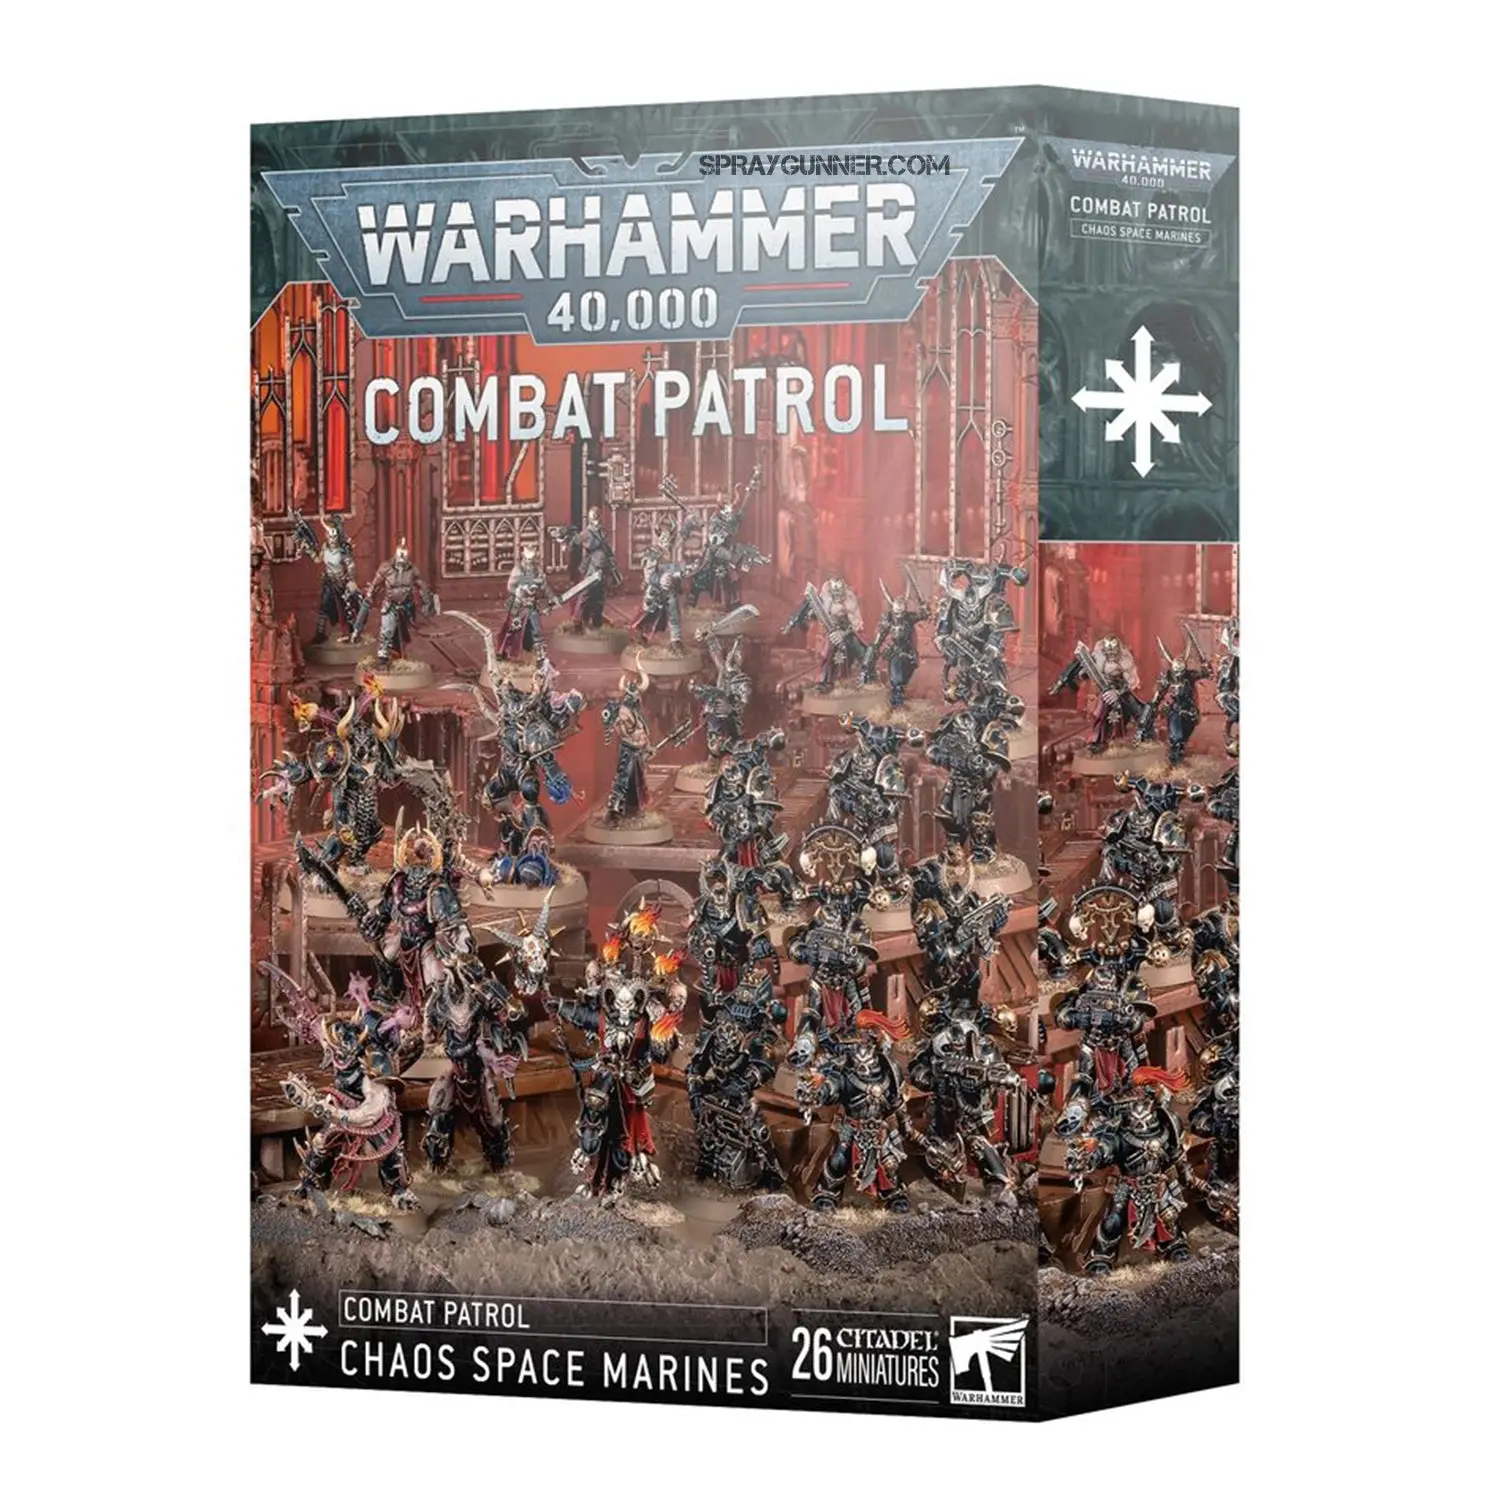 SPRAYGUNNER.COM
WARHAMMER
40,000
COMBAT PATROL
COMBAT PATROL
CHAOS SPACE MARINES
26 CITADEL
MINIATURES
WARHAMMER
WARHAMMER
40,000
COMBAT PATROL
CHAOS SPACE MARINES